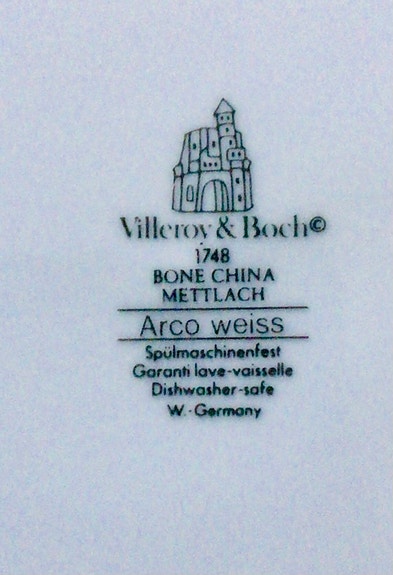 Villeroy & Boch©
1748
BONE CHINA
METTLACH
Arco weiss
Spülmaschinenfest
Garanti lave-vaisselle
Dishwasher-safe
W.-Germany